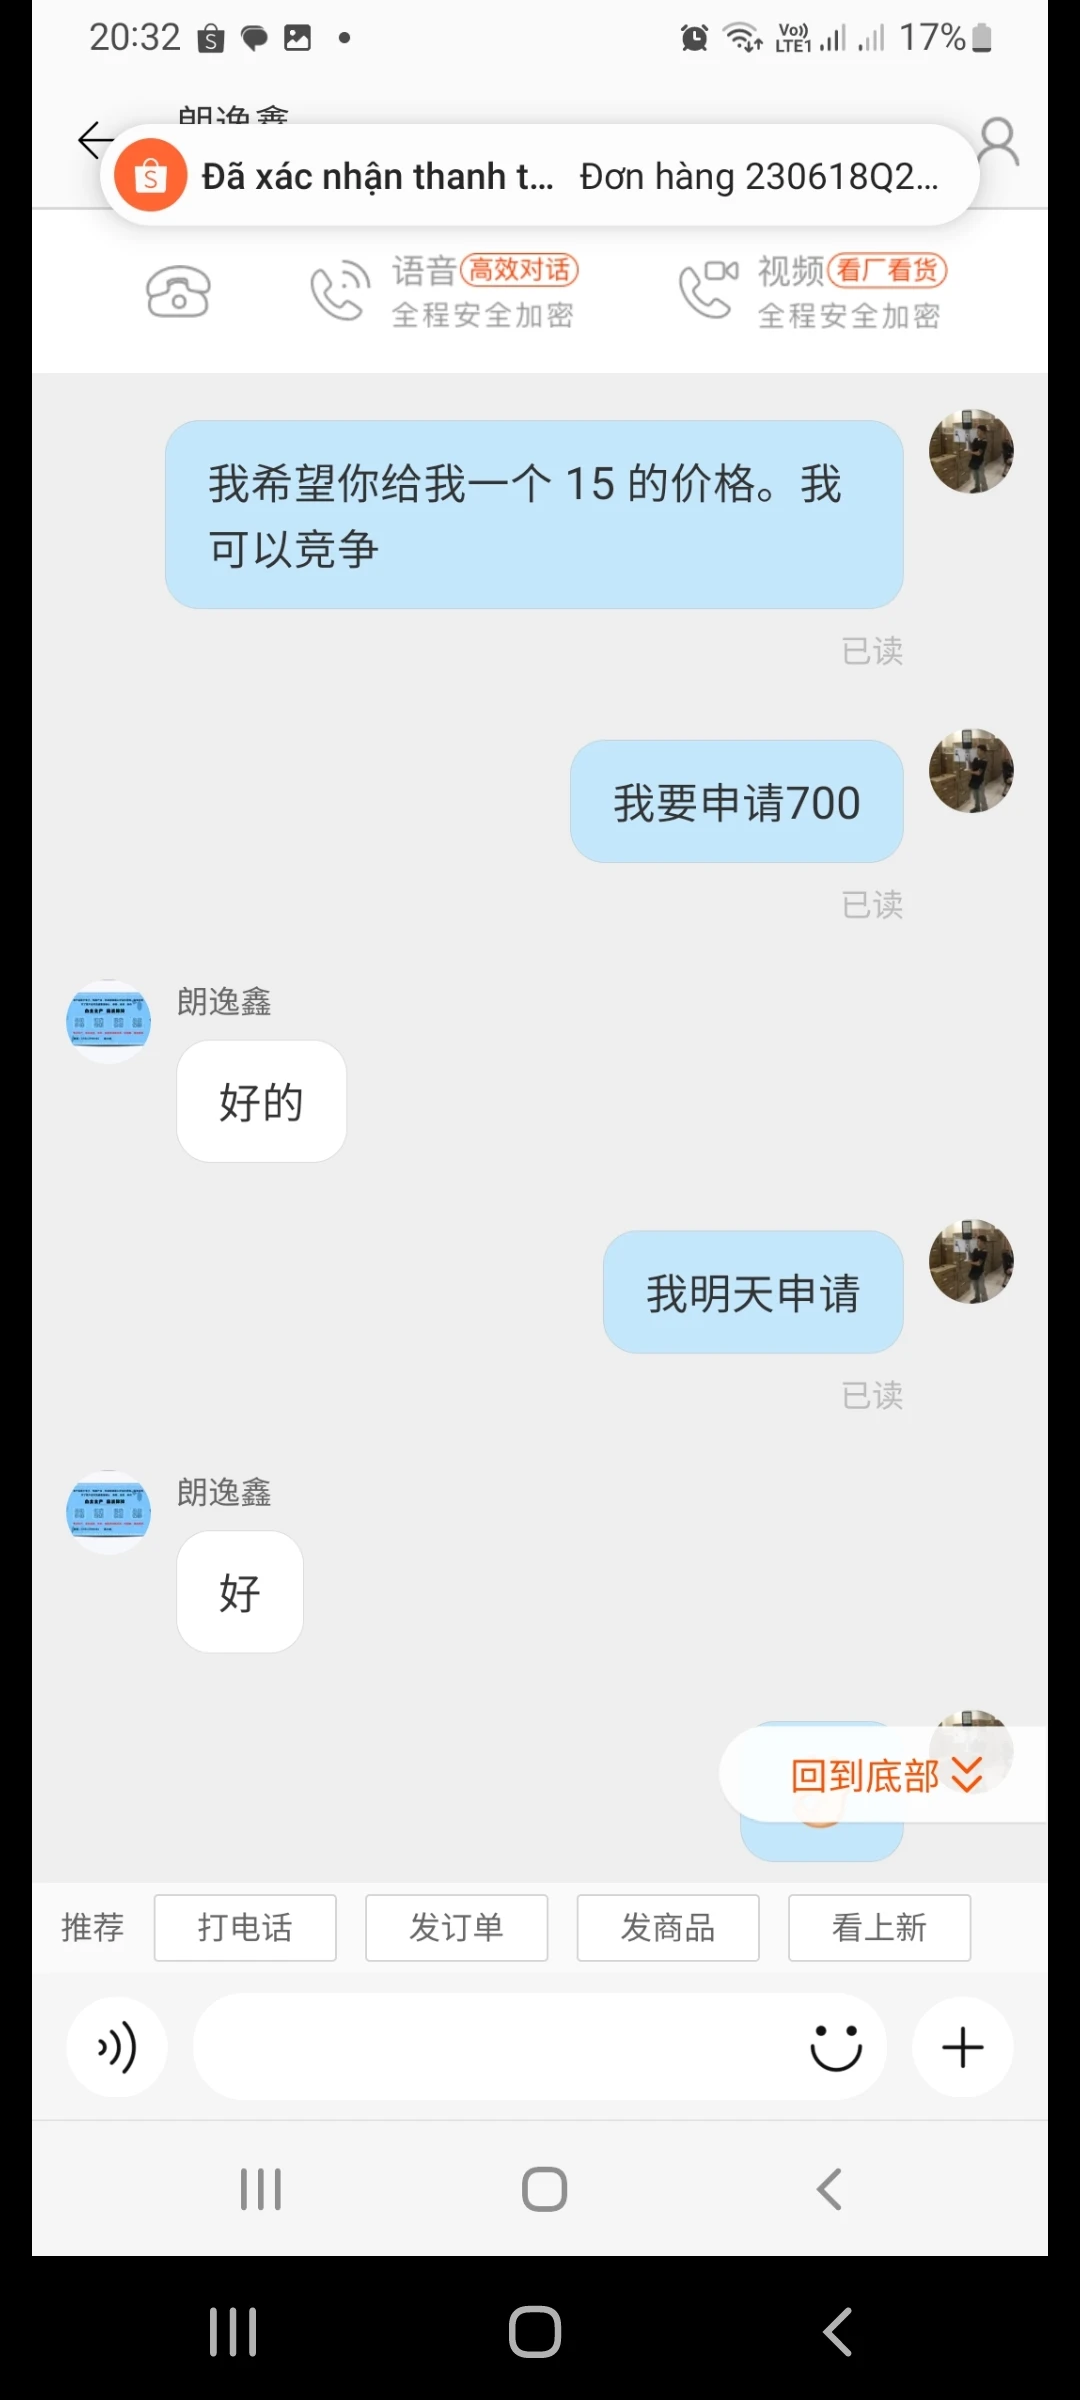 20:32
Vo))
LTE1
17%
朗逸鑫
Đã xác nhận thanh t... Đơn hàng 230618Q2...
语音 高效对话
全程安全加密
视频 看厂看货
全程安全加密
我希望你给我一个 15 的价格。我
可以竞争
已读
我要申请700
已读
朗逸鑫
好的
我明天申请
已读
朗逸鑫
好
回到底部
推荐
打电话
发订单
发商品
看上新